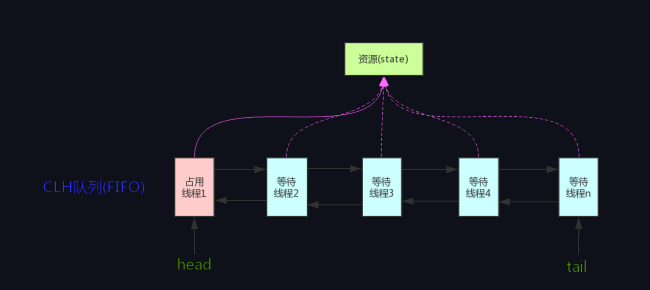 资源(state)
CLH队列(FIFO)
占用
线程1
等待
线程2
等待
线程3
等待
线程4
等待
线程n
head
tail